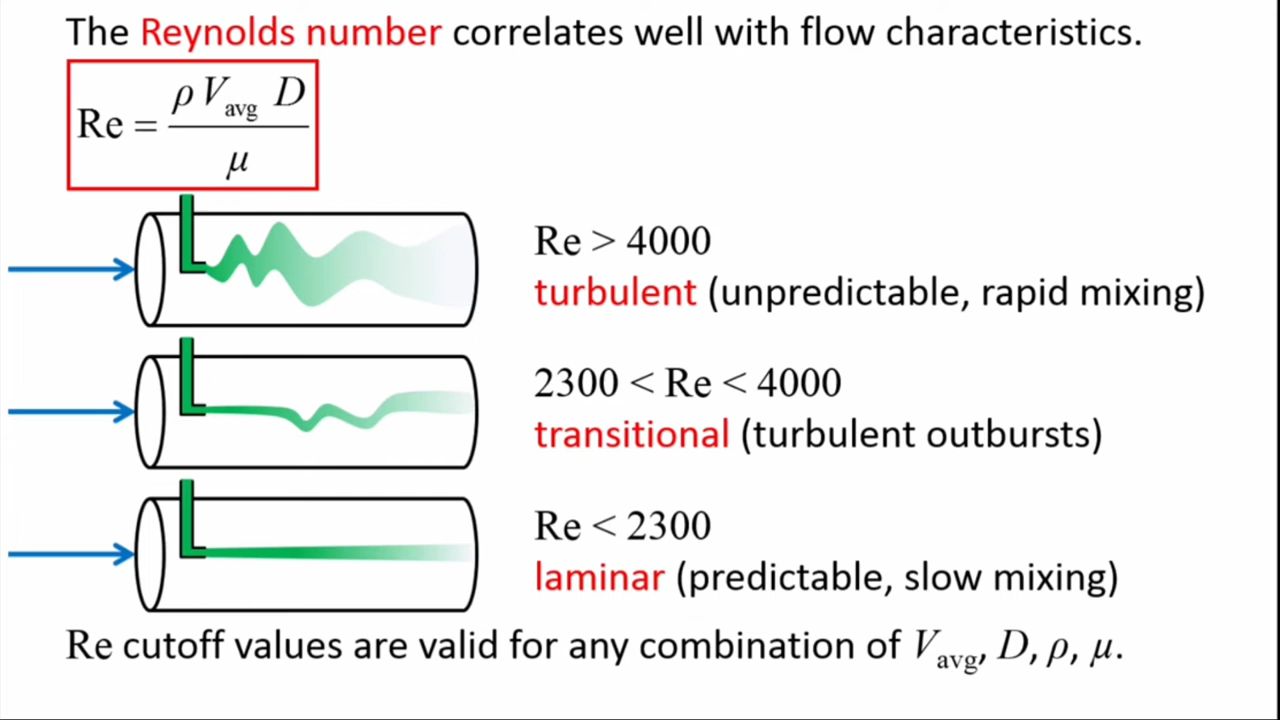 The Reynolds number correlates well with flow characteristics.
Re = ρ V_avg D / μ
Re > 4000
turbulent (unpredictable, rapid mixing)
2300 < Re < 4000
transitional (turbulent outbursts)
Re < 2300
laminar (predictable, slow mixing)
Re cutoff values are valid for any combination of V_avg, D, ρ, μ.